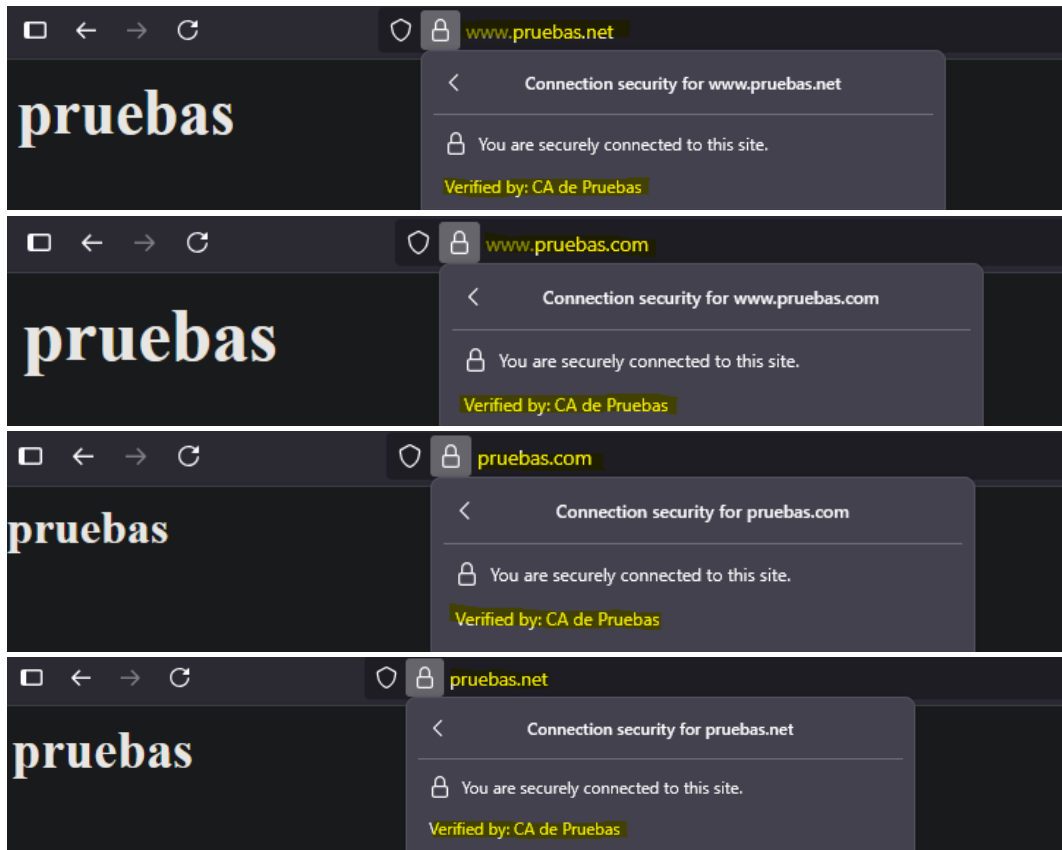 www.pruebas.net
Connection security for www.pruebas.net
pruebas
You are securely connected to this site.
Verified by: CA de Pruebas
www.pruebas.com
Connection security for www.pruebas.com
pruebas
You are securely connected to this site.
Verified by: CA de Pruebas
pruebas.com
Connection security for pruebas.com
pruebas
You are securely connected to this site.
Verified by: CA de Pruebas
pruebas.net
Connection security for pruebas.net
pruebas
You are securely connected to this site.
Verified by: CA de Pruebas